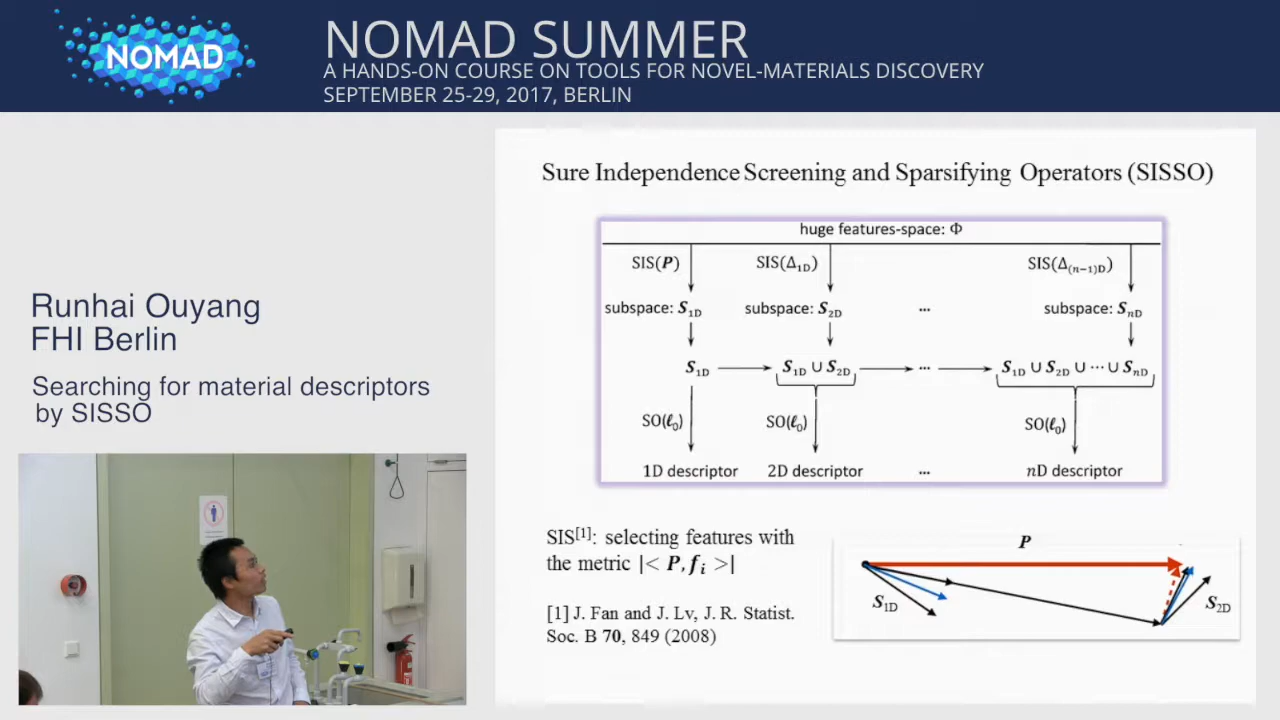 NOMAD
NOMAD SUMMER
A HANDS-ON COURSE ON TOOLS FOR NOVEL-MATERIALS DISCOVERY
SEPTEMBER 25-29, 2017, BERLIN
Runhai Ouyang
FHI Berlin
Searching for material descriptors
by SISSO
Sure Independence Screening and Sparsifying Operators (SISSO)
huge features-space: Φ
SIS(P) SIS(Δ1D) SIS(Δ(n−1)D)
subspace: S1D subspace: S2D ... subspace: SnD
S1D S1D ∪ S2D ... S1D ∪ S2D ∪ ⋯ ∪ SnD
SO(ℓ0) SO(ℓ0) SO(ℓ0)
1D descriptor 2D descriptor ... nD descriptor
SIS[1]: selecting features with
the metric |< P, fi >|
[1] J. Fan and J. Lv, J. R. Statist.
Soc. B 70, 849 (2008)
P
S1D S2D